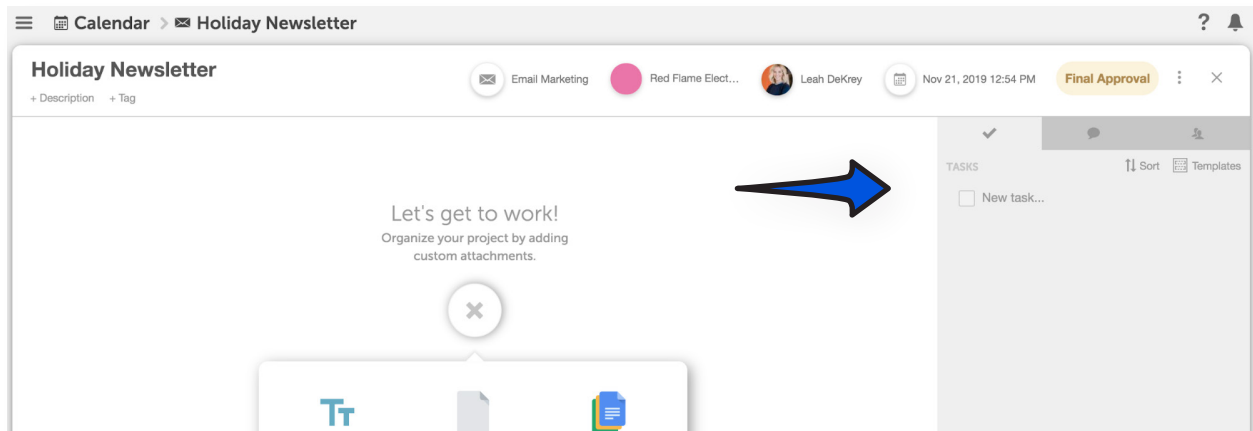 Calendar > Holiday Newsletter ?
Holiday Newsletter
+ Description + Tag
Email Marketing
Red Flame Elect...
Leah DeKrey
Nov 21, 2019 12:54 PM
Final Approval
TASKS
Sort
Templates
New task...
Let's get to work!
Organize your project by adding
custom attachments.
TT